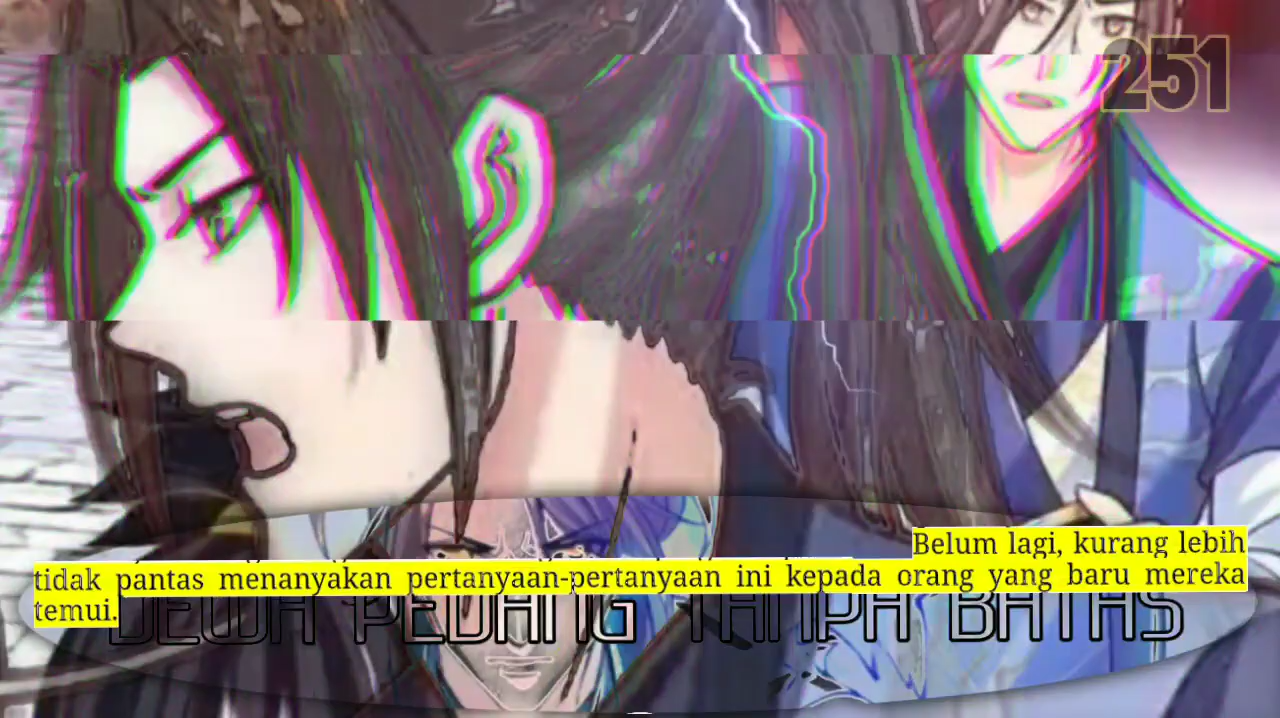 251
Belum lagi, kurang lebih
tidak pantas menanyakan pertanyaan-pertanyaan ini kepada orang yang baru mereka
temui.
DEWA PEDANG TANPA BATAS